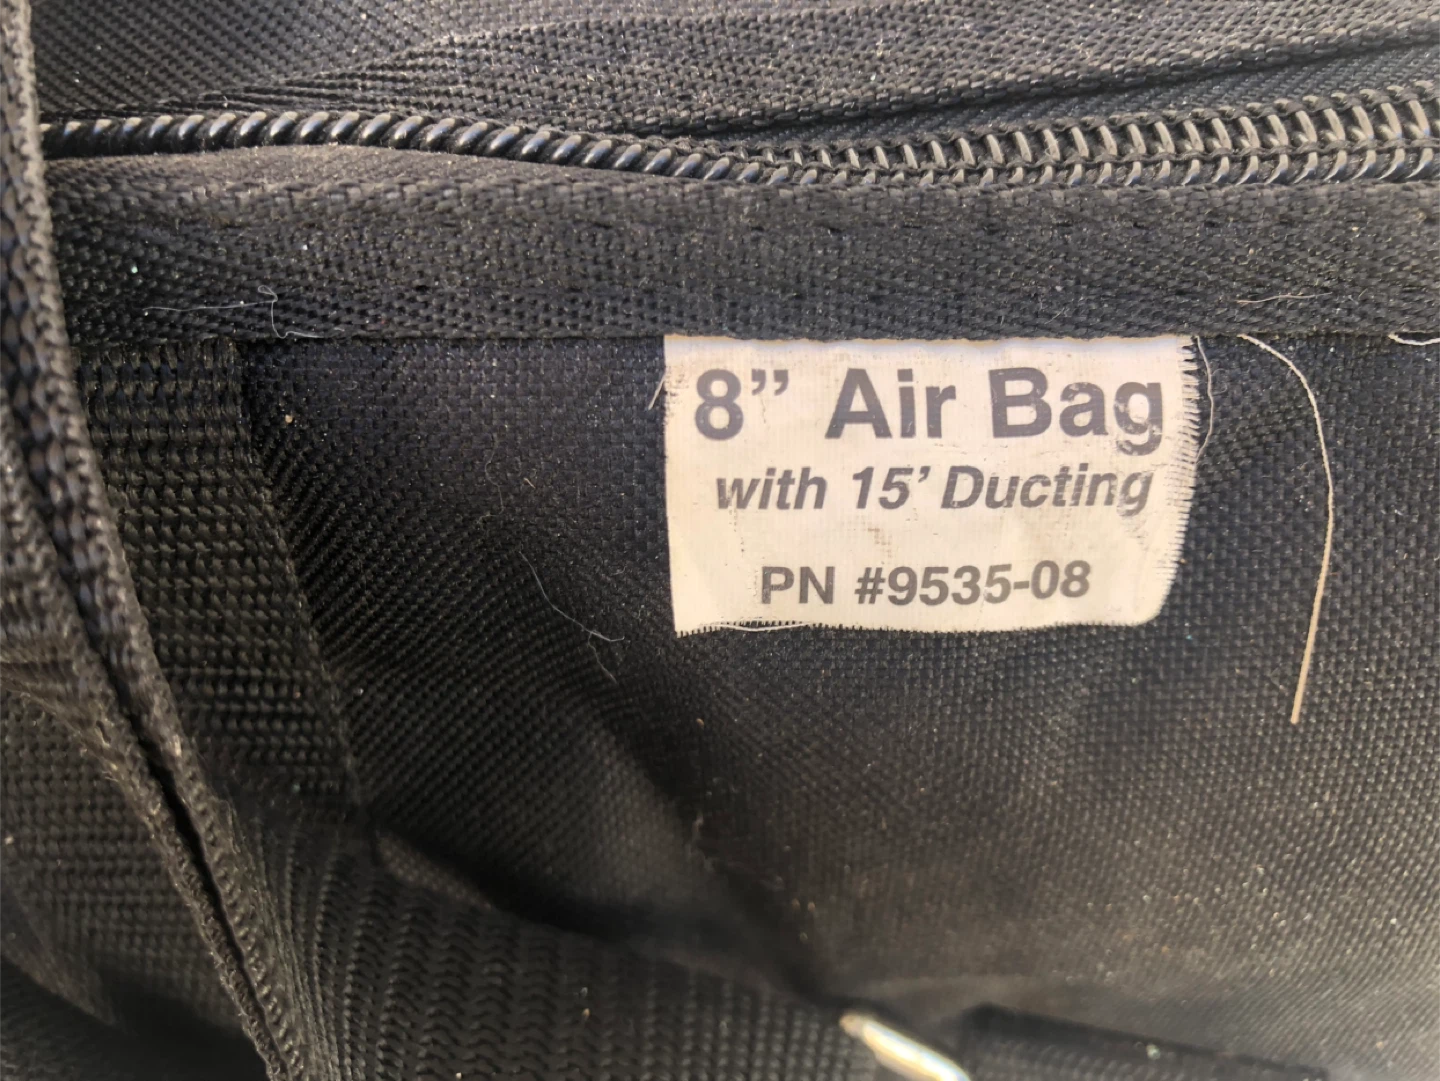 8” Air Bag
with 15’ Ducting
PN #9535-08